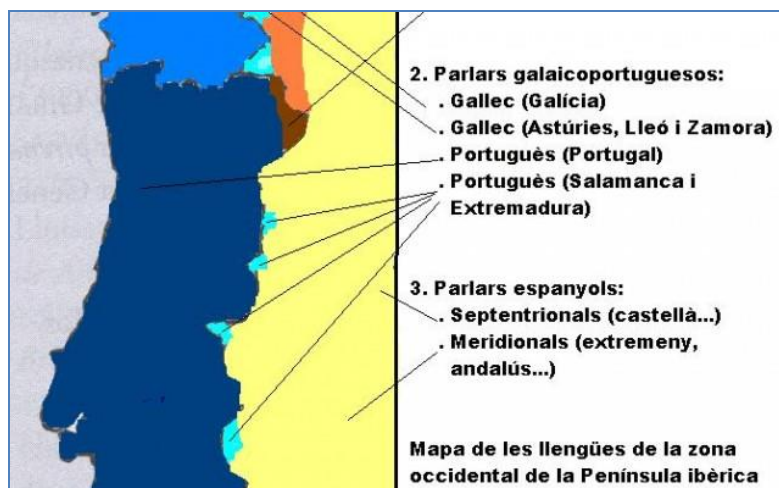 2. Parlars galaicoportuguesos:
. Gallec (Galícia)
. Gallec (Astúries, Lleó i Zamora)
. Portuguès (Portugal)
. Portuguès (Salamanca i
Extremadura)
3. Parlars espanyols:
. Septentrionals (castellà...)
. Meridionals (extremeny,
andalús...)
Mapa de les llengües de la zona
occidental de la Península ibèrica